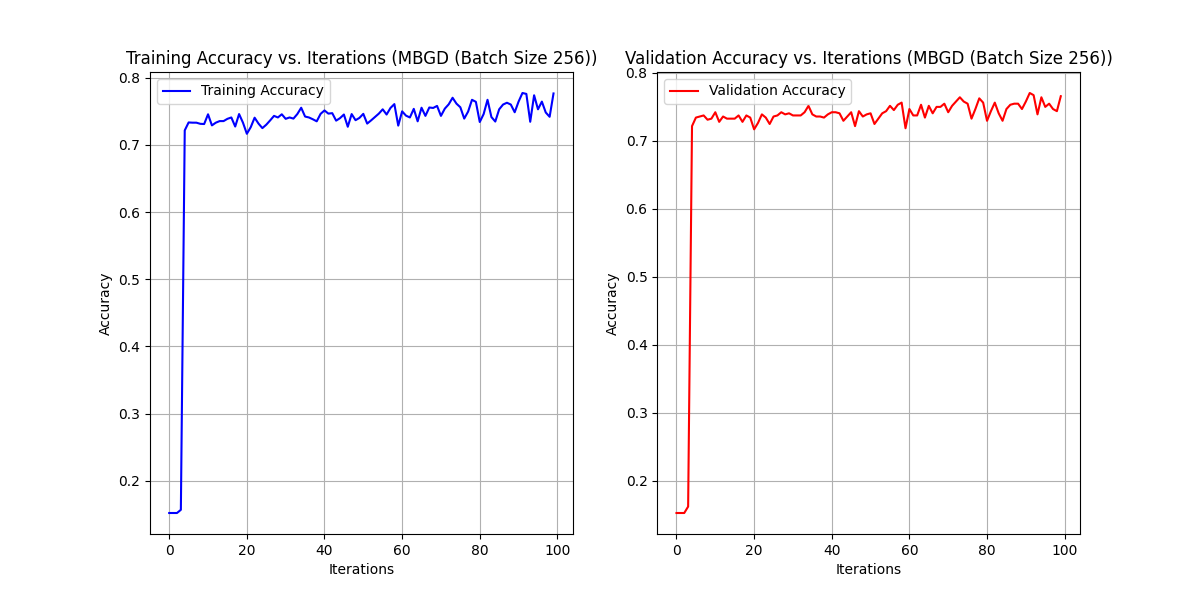 Training Accuracy vs. Iterations (MBGD (Batch Size 256))
Training Accuracy
0.8
0.7
0.6
0.5
0.4
0.3
0.2
Accuracy
0 20 40 60 80 100
Iterations
Validation Accuracy vs. Iterations (MBGD (Batch Size 256))
Validation Accuracy
0.8
0.7
0.6
0.5
0.4
0.3
0.2
Accuracy
0 20 40 60 80 100
Iterations